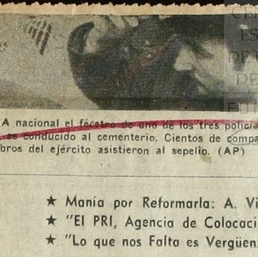 A nacional el féretro de uno de los tres policía
es conducido al cementerio. Cientos de compa
bros del ejército asistieron al sepelio. (AP)
★ Manía por Reformarla: A. Vi
★ "El PRI, Agencia de Colocaci
★ "Lo que nos Falta es Vergüen